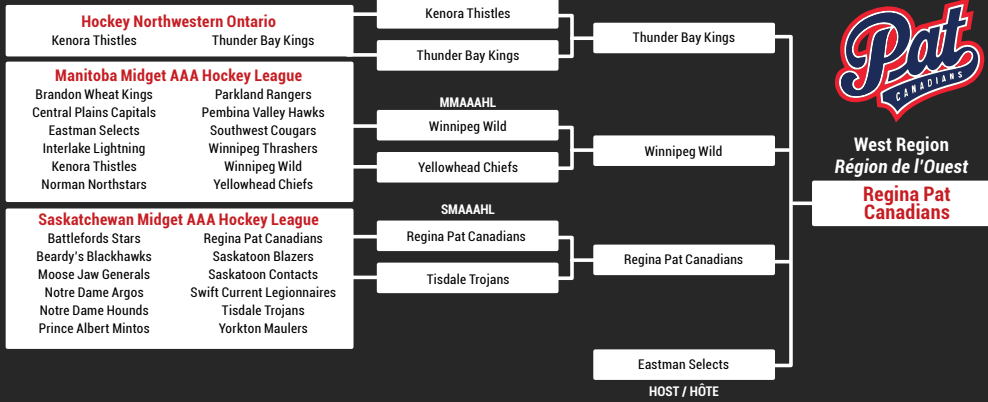 Hockey Northwestern Ontario
Kenora Thistles Thunder Bay Kings
Manitoba Midget AAA Hockey League
Brandon Wheat Kings Parkland Rangers
Central Plains Capitals Pembina Valley Hawks
Eastman Selects Southwest Cougars
Interlake Lightning Winnipeg Thrashers
Kenora Thistles Winnipeg Wild
Norman Northstars Yellowhead Chiefs
Saskatchewan Midget AAA Hockey League
Battlefords Stars Regina Pat Canadians
Beardy's Blackhawks Saskatoon Blazers
Moose Jaw Generals Saskatoon Contacts
Notre Dame Argos Swift Current Legionnaires
Notre Dame Hounds Tisdale Trojans
Prince Albert Mintos Yorkton Maulers
Kenora Thistles
Thunder Bay Kings
MMAAAHL
Winnipeg Wild
Yellowhead Chiefs
SMAAAHL
Regina Pat Canadians
Tisdale Trojans
Thunder Bay Kings
Winnipeg Wild
Regina Pat Canadians
Eastman Selects
HOST / HÔTE
Pat
CANADIANS
West Region
Région de l'Ouest
Regina Pat
Canadians